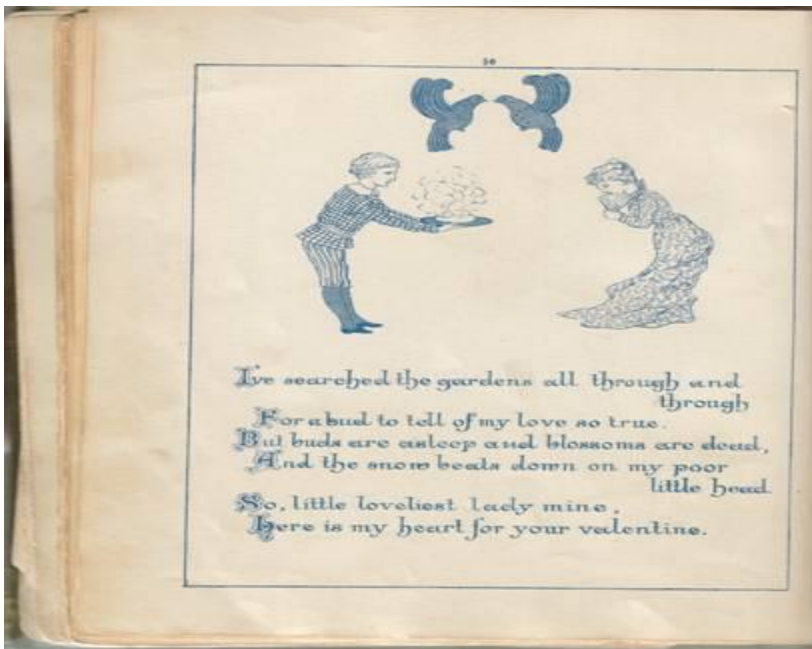 16
I've searched the gardens all through and
through
For a bud to tell of my love so true.
But buds are asleep and blossoms are dead,
And the snow beats down on my poor
little head.
So, little loveliest lady mine,
Here is my heart for your valentine.